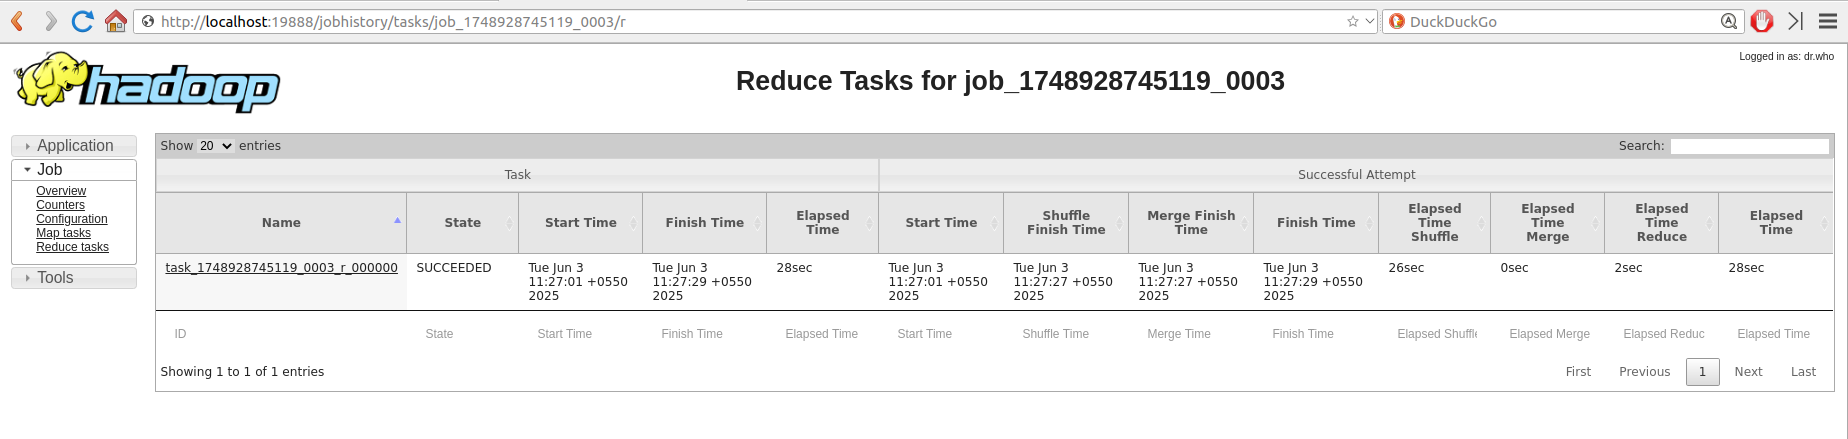 http://localhost:19888/jobhistory/tasks/job_1748928745119_0003/r
DuckDuckGo
Logged in as: dr.who
hadoop
Reduce Tasks for job_1748928745119_0003
Application
Job
Overview
Counters
Configuration
Map tasks
Reduce tasks
Tools
Show 20 entries
Search:
Task Successful Attempt
Name State Start Time Finish Time Elapsed Time Start Time Shuffle Finish Time Merge Finish Time Finish Time Elapsed Time Shuffle Elapsed Time Merge Elapsed Time Reduce Elapsed Time
task_1748928745119_0003_r_000000 SUCCEEDED Tue Jun 3 11:27:01 +0550 2025 Tue Jun 3 11:27:29 +0550 2025 28sec Tue Jun 3 11:27:01 +0550 2025 Tue Jun 3 11:27:27 +0550 2025 Tue Jun 3 11:27:27 +0550 2025 Tue Jun 3 11:27:29 +0550 2025 26sec 0sec 2sec 28sec
ID State Start Time Finish Time Elapsed Time Start Time Shuffle Time Merge Time Finish Time Elapsed Shuffle Elapsed Merge Elapsed Reduc Elapsed Time
Showing 1 to 1 of 1 entries
First Previous 1 Next Last